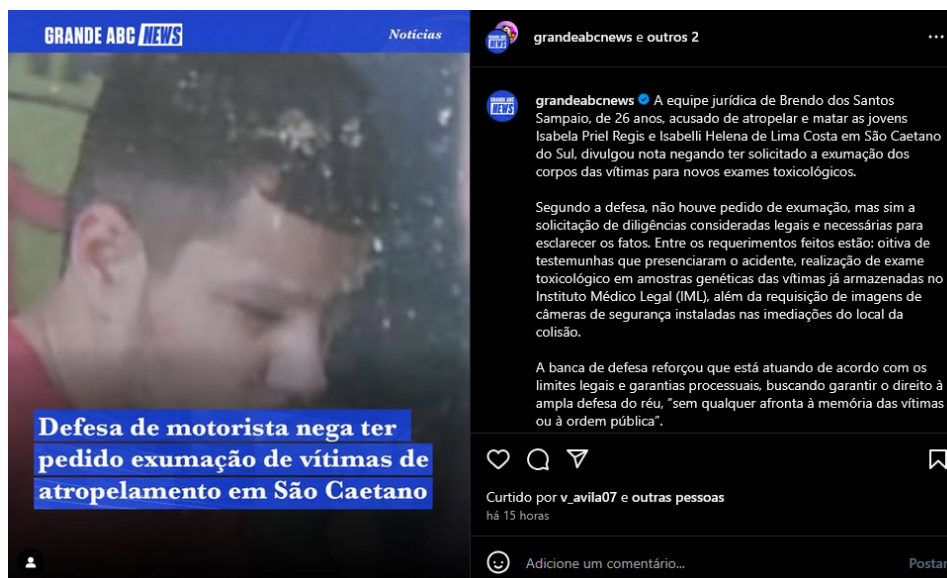 GRANDE ABC NEWS
Notícias
Defesa de motorista nega ter
pedido exumação de vítimas de
atropelamento em São Caetano
grandeabcnews e outros 2
grandeabcnews A equipe jurídica de Brendo dos Santos
Sampaio, de 26 anos, acusado de atropelar e matar as jovens
Isabela Priel Regis e Isabelli Helena de Lima Costa em São Caetano
do Sul, divulgou nota negando ter solicitado a exumação dos
corpos das vítimas para novos exames toxicológicos.
Segundo a defesa, não houve pedido de exumação, mas sim a
solicitação de diligências consideradas legais e necessárias para
esclarecer os fatos. Entre os requerimentos feitos estão: oitiva de
testemunhas que presenciaram o acidente, realização de exame
toxicológico em amostras genéticas das vítimas já armazenadas no
Instituto Médico Legal (IML), além da requisição de imagens de
câmeras de segurança instaladas nas imediações do local da
colisão.
A banca de defesa reforçou que está atuando de acordo com os
limites legais e garantias processuais, buscando garantir o direito à
ampla defesa do réu, "sem qualquer afronta à memória das vítimas
ou à ordem pública".
Curtido por v_avila07 e outras pessoas
há 15 horas
Adicione um comentário...
Postar